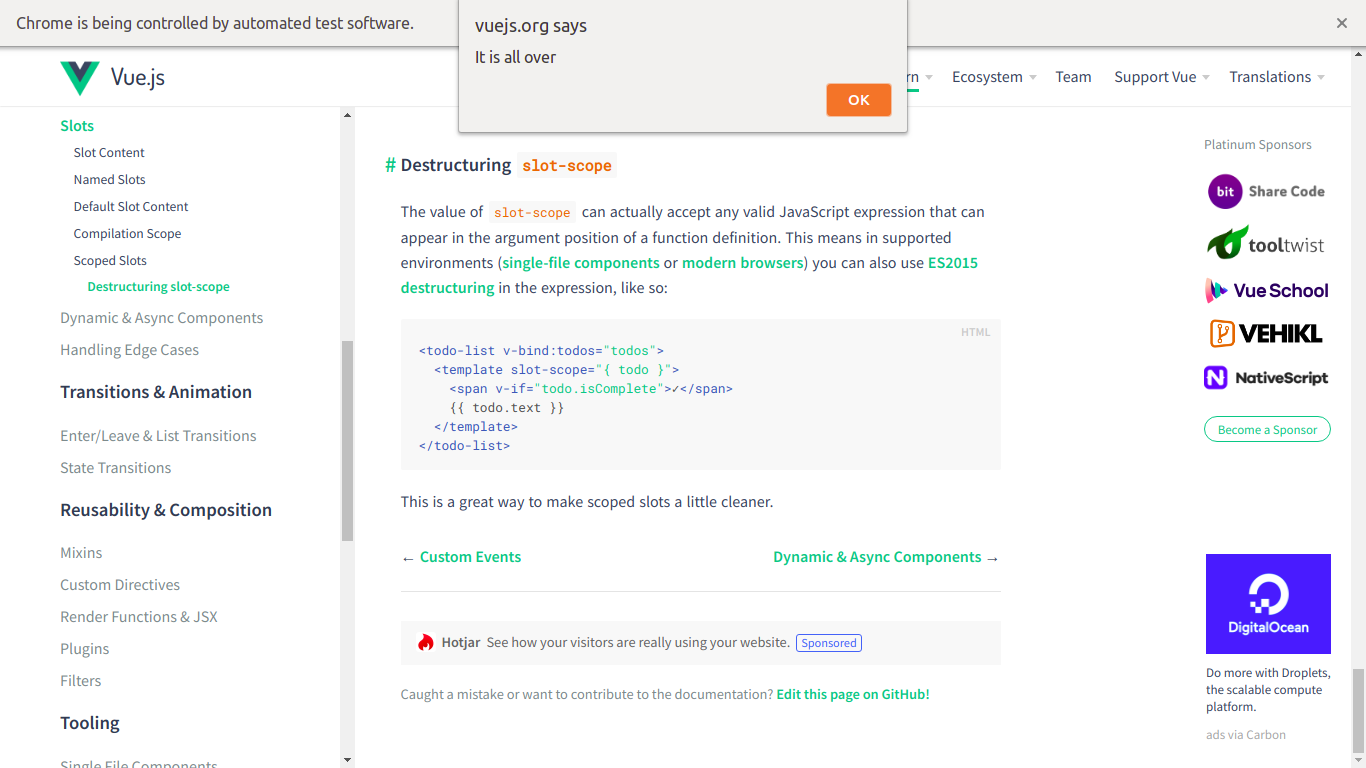 Chrome is being controlled by automated test software.
vuejs.org says
It is all over
OK
Vue.js
rn
Ecosystem
Team
Support Vue
Translations
Slots
Slot Content
Named Slots
Default Slot Content
Compilation Scope
Scoped Slots
Destructuring slot-scope
Dynamic & Async Components
Handling Edge Cases
Transitions & Animation
Enter/Leave & List Transitions
State Transitions
Reusability & Composition
Mixins
Custom Directives
Render Functions & JSX
Plugins
Filters
Tooling
Single File Components
# Destructuring slot-scope
The value of slot-scope can actually accept any valid JavaScript expression that can
appear in the argument position of a function definition. This means in supported
environments (single-file components or modern browsers) you can also use ES2015
destructuring in the expression, like so:
HTML
<todo-list v-bind:todos="todos">
  <template slot-scope="{ todo }">
    <span v-if="todo.isComplete">✓</span>
    {{ todo.text }}
  </template>
</todo-list>
This is a great way to make scoped slots a little cleaner.
← Custom Events
Dynamic & Async Components →
Hotjar See how your visitors are really using your website. Sponsored
Caught a mistake or want to contribute to the documentation? Edit this page on GitHub!
Platinum Sponsors
bit Share Code
tooltwist
Vue School
VEHIKL
NativeScript
Become a Sponsor
DigitalOcean
Do more with Droplets,
the scalable compute
platform.
ads via Carbon